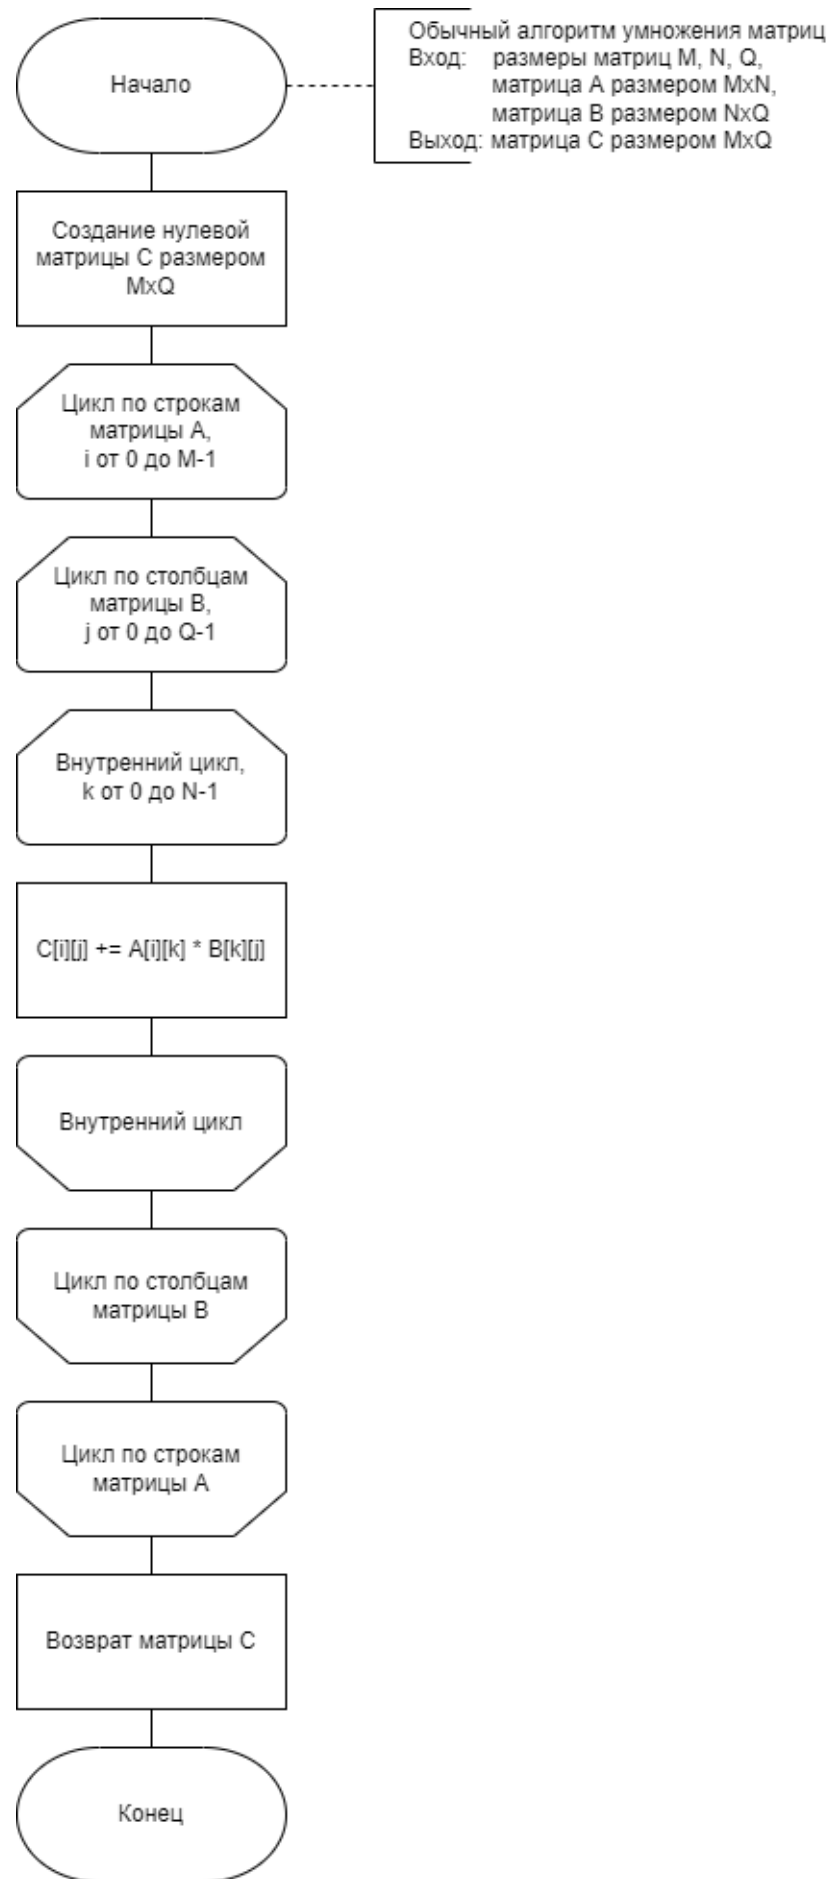 Начало
Обычный алгоритм умножения матриц
Вход: размеры матриц M, N, Q,
матрица A размером MxN,
матрица B размером NxQ
Выход: матрица C размером MxQ
Создание нулевой
матрицы C размером
MxQ
Цикл по строкам
матрицы A,
i от 0 до M-1
Цикл по столбцам
матрицы B,
j от 0 до Q-1
Внутренний цикл,
k от 0 до N-1
C[i][j] += A[i][k] * B[k][j]
Внутренний цикл
Цикл по столбцам
матрицы B
Цикл по строкам
матрицы A
Возврат матрицы C
Конец